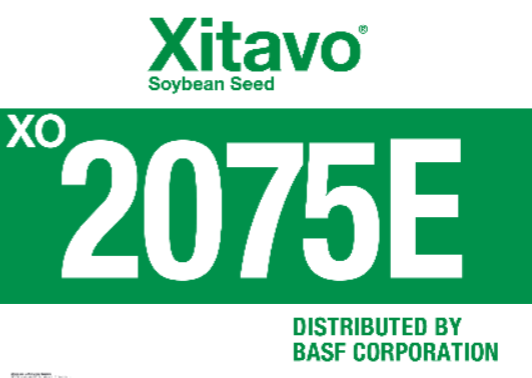 Xitavo®
Soybean Seed
XO
2075E
DISTRIBUTED BY
BASF CORPORATION